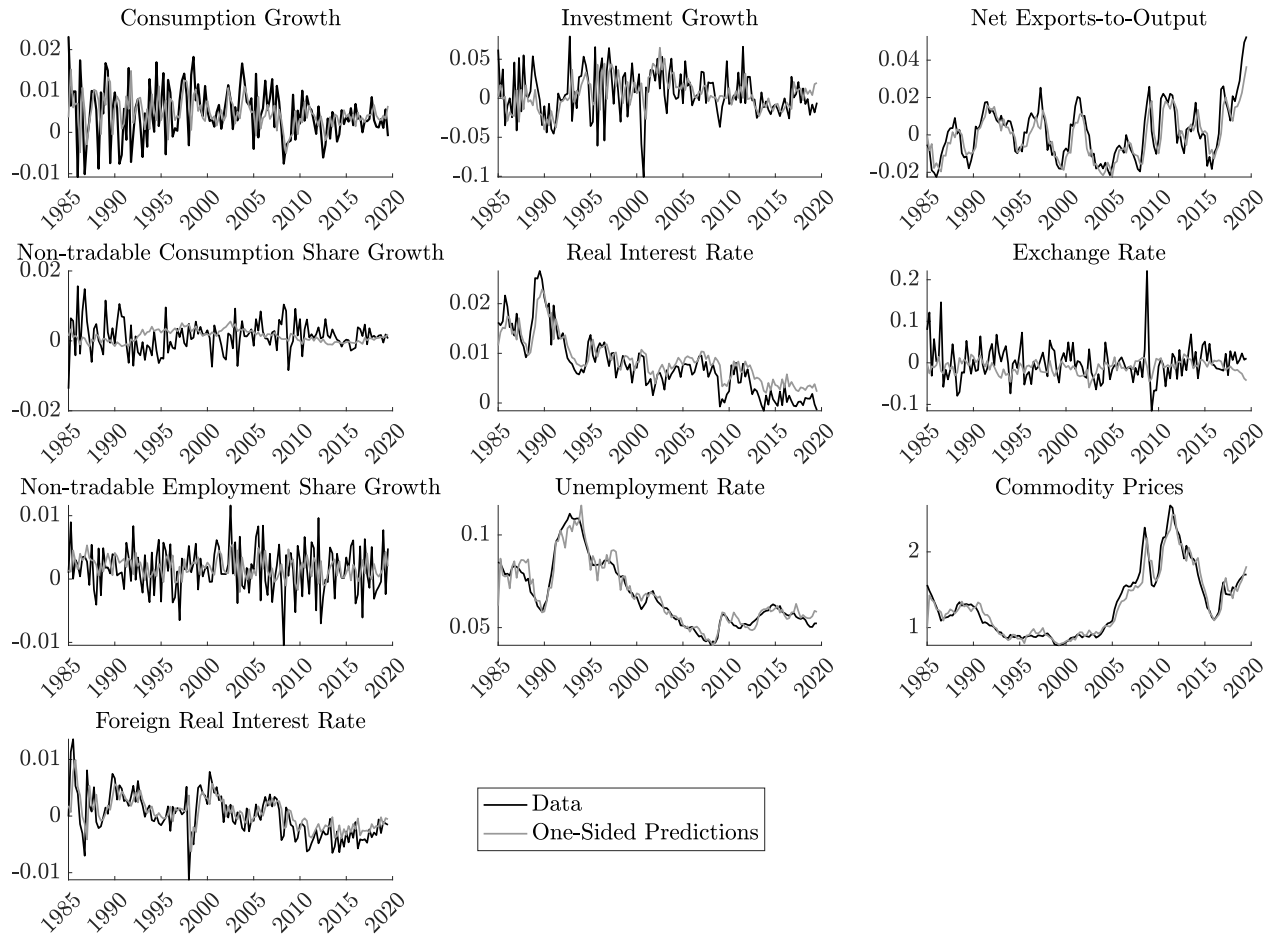 Consumption Growth
0.02
0.01
0
-0.01
1985 1990 1995 2000 2005 2010 2015 2020
Investment Growth
0.05
0
-0.05
-0.1
1985 1990 1995 2000 2005 2010 2015 2020
Net Exports-to-Output
0.04
0.02
0
-0.02
1985 1990 1995 2000 2005 2010 2015 2020
Non-tradable Consumption Share Growth
0.02
0
-0.02
1985 1990 1995 2000 2005 2010 2015 2020
Real Interest Rate
0.02
0.01
0
1985 1990 1995 2000 2005 2010 2015 2020
Exchange Rate
0.2
0.1
0
-0.1
1985 1990 1995 2000 2005 2010 2015 2020
Non-tradable Employment Share Growth
0.01
0
-0.01
1985 1990 1995 2000 2005 2010 2015 2020
Unemployment Rate
0.1
0.05
1985 1990 1995 2000 2005 2010 2015 2020
Commodity Prices
2
1
1985 1990 1995 2000 2005 2010 2015 2020
Foreign Real Interest Rate
0.01
0
-0.01
1985 1990 1995 2000 2005 2010 2015 2020
Data
One-Sided Predictions